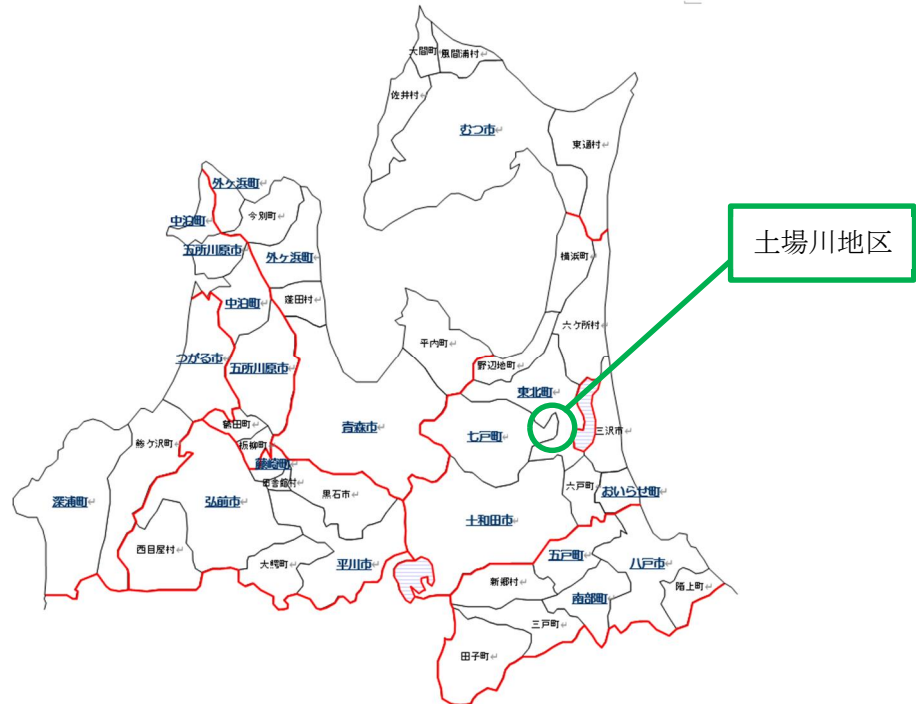 大間町
風間浦村
佐井村
むつ市
東通村
外ヶ浜町
今別町
中泊町
五所川原市
外ヶ浜町
横浜町
土場川地区
中泊町
蓬田村
六ケ所村
平内町
つがる市
五所川原市
野辺地町
東北町
鶴田町
青森市
七戸町
三沢市
鯵ケ沢町
板柳町
藤崎町
田舎館村
六戸町
おいらせ町
深浦町
弘前市
黒石市
十和田市
西目屋村
大鰐町
平川市
五戸町
八戸市
新郷村
南部町
階上町
三戸町
田子町